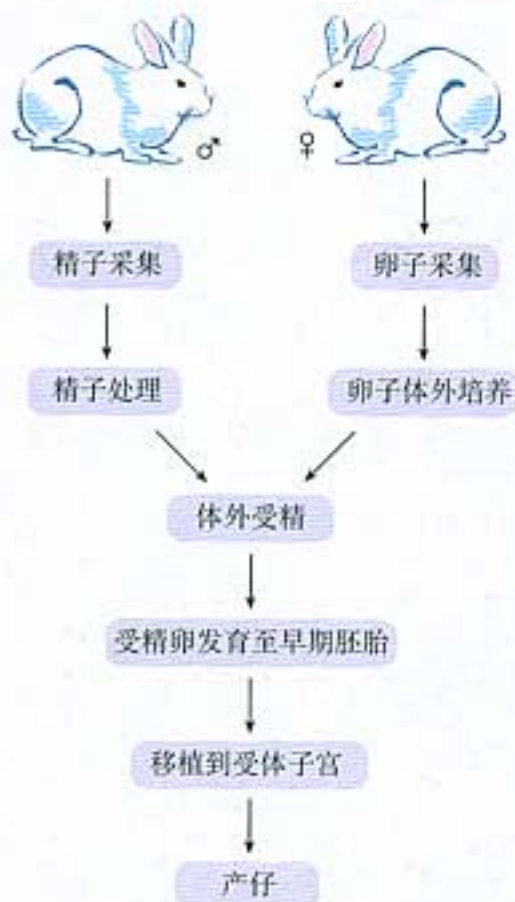 ♂ ♀
精子采集 卵子采集
精子处理 卵子体外培养
体外受精
受精卵发育至早期胚胎
移植到受体子宫
产仔